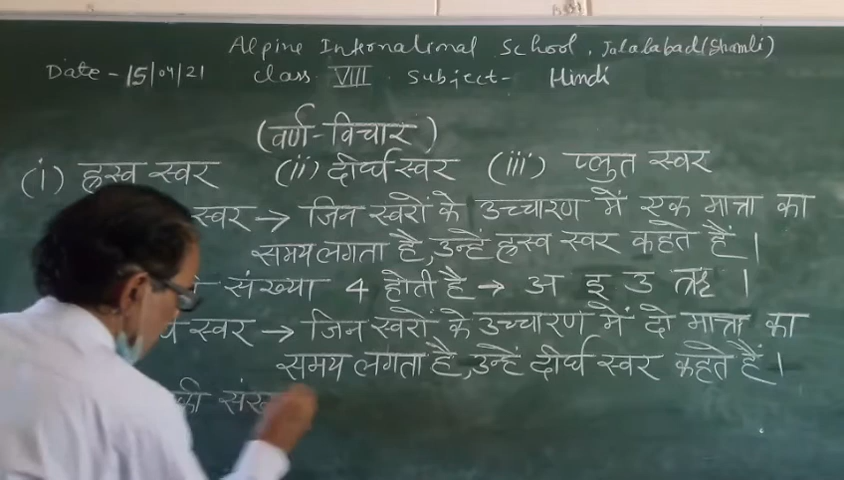 Alpine International School, Jalalabad (Shamli)
Date - 15/04/21 Class VIII Subject - Hindi
(वर्ण-विचार)
(i) ह्रस्व स्वर (ii) दीर्घ स्वर (iii) प्लुत स्वर
स्वर → जिन स्वरों के उच्चारण में एक मात्रा का
समय लगता है, उन्हें ह्रस्व स्वर कहते हैं।
संख्या 4 होती है → अ इ उ ऋ।
स्वर → जिन स्वरों के उच्चारण में दो मात्रा का
समय लगता है, उन्हें दीर्घ स्वर कहते हैं।
की